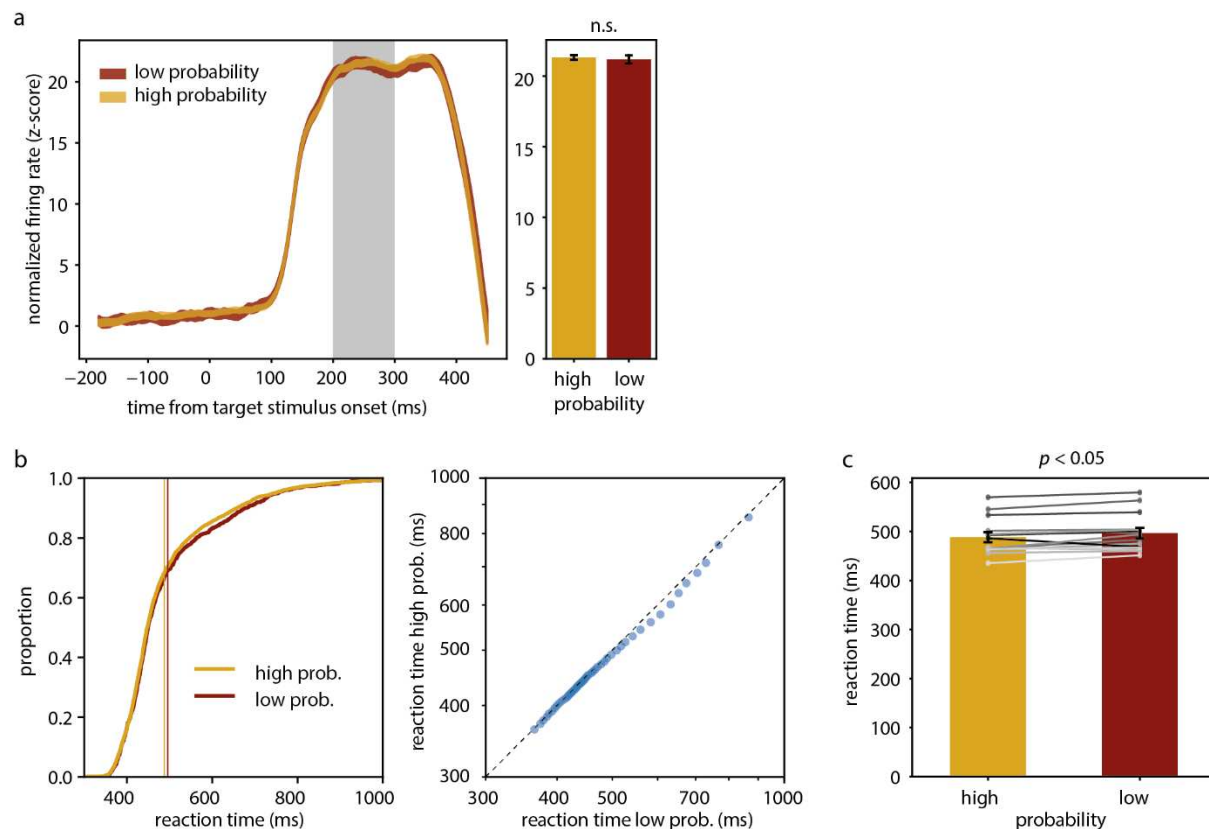 a
n.s.
low probability
high probability
normalized firing rate (z-score)
20
15
10
5
0
−200 −100 0 100 200 300 400
time from target stimulus onset (ms)
20
15
10
5
0
high low
probability
b
1.0
0.8
0.6
0.4
0.2
0.0
proportion
high prob.
low prob.
400 600 800 1000
reaction time (ms)
1000
800
600
500
400
300
reaction time high prob. (ms)
300 400 500 700 1000
reaction time low prob. (ms)
c
p < 0.05
600
500
400
300
200
100
0
reaction time (ms)
high low
probability